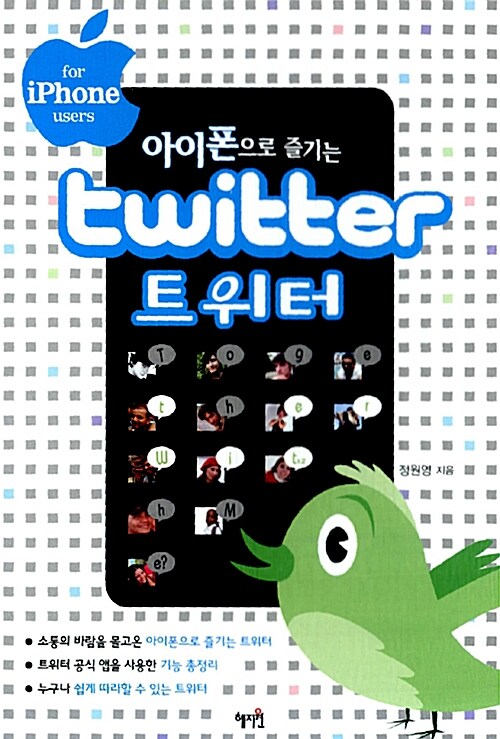 for
iPhone
users
아이폰으로 즐기는
twitter
트위터
T o g e
t h e r
W i t
h M
e?
정원영 지음
● 소통의 바람을 몰고온 아이폰으로 즐기는 트위터
● 트위터 공식 앱을 사용한 기능 총정리
● 누구나 쉽게 따라할 수 있는 트위터
혜지원